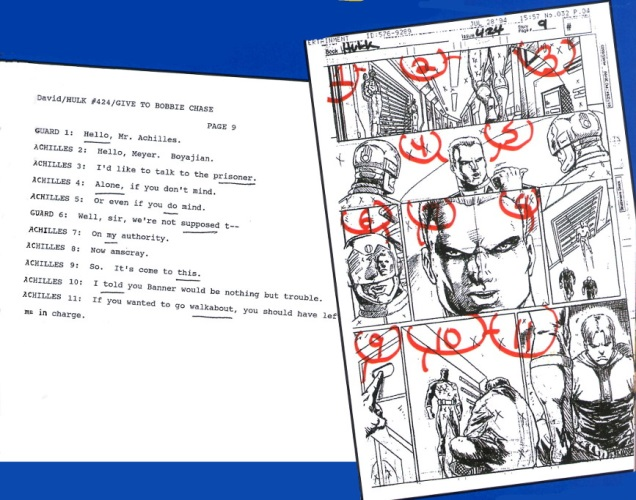 David/HULK #424/GIVE TO BOBBIE CHASE
PAGE 9
GUARD 1: Hello, Mr. Achilles.
ACHILLES 2: Hello, Meyer. Boyajian.
ACHILLES 3: I'd like to talk to the prisoner.
ACHILLES 4: Alone, if you don't mind.
ACHILLES 5: Or even if you do mind.
GUARD 6: Well, sir, we're not supposed t--
ACHILLES 7: On my authority.
ACHILLES 8: Now amscray.
ACHILLES 9: So. It's come to this.
ACHILLES 10: I told you Banner would be nothing but trouble.
ACHILLES 11: If you wanted to go walkabout, you should have lef
me in charge.
ERTAINMENT ID:576-9289 JUL 28'94 15:57 No.032 P.04
Book Hulk Issue 424 Page 9 #
1 2 3
4 5
6 7 8
9 10 11